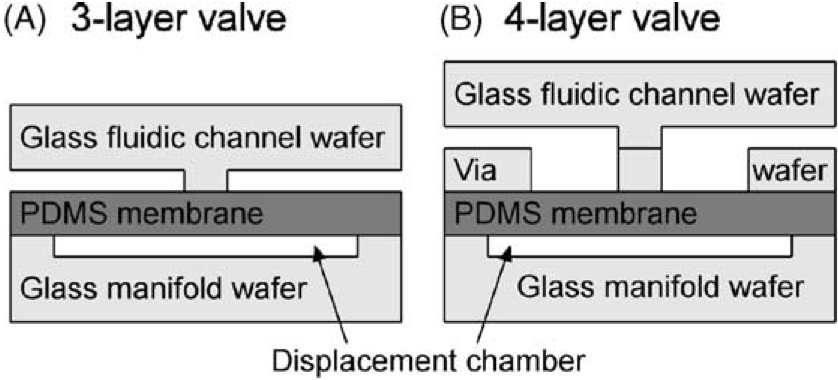 (A) 3-layer valve
Glass fluidic channel wafer
PDMS membrane
Glass manifold wafer
(B) 4-layer valve
Glass fluidic channel wafer
Via wafer
PDMS membrane
Glass manifold wafer
Displacement chamber